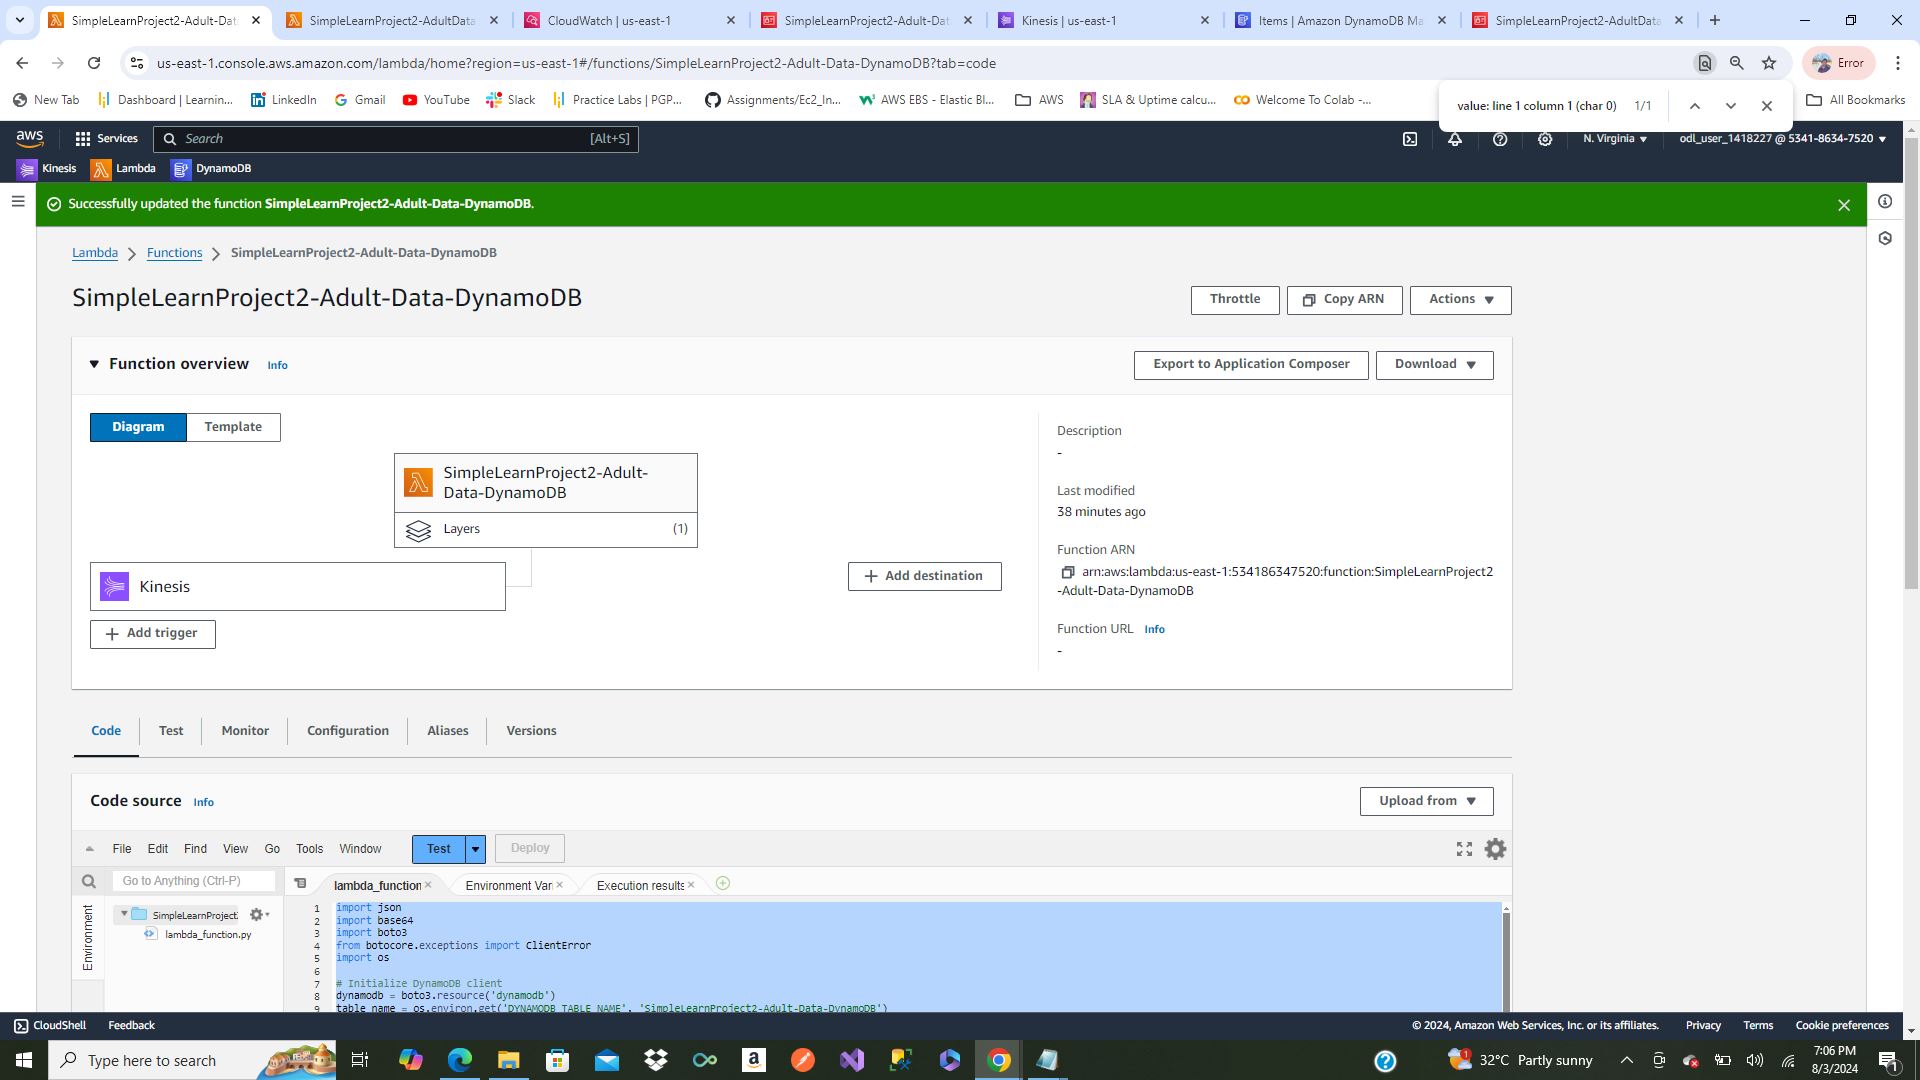 SimpleLearnProject2-Adult-Dat
SimpleLearnProject2-AdultData
CloudWatch | us-east-1
SimpleLearnProject2-Adult-Dat
Kinesis | us-east-1
Items | Amazon DynamoDB Ma
SimpleLearnProject2-AdultData
us-east-1.console.aws.amazon.com/lambda/home?region=us-east-1#/functions/SimpleLearnProject2-Adult-Data-DynamoDB?tab=code
Error
New Tab
Dashboard | Learnin...
LinkedIn
Gmail
YouTube
Slack
Practice Labs | PGP...
Assignments/Ec2_In...
AWS EBS - Elastic Bl...
AWS
SLA & Uptime calcu...
Welcome To Colab -...
value: line 1 column 1 (char 0) 1/1
All Bookmarks
aws
Services
Search
[Alt+S]
N. Virginia
odl_user_1418227 @ 5341-8634-7520
Kinesis
Lambda
DynamoDB
Successfully updated the function SimpleLearnProject2-Adult-Data-DynamoDB.
Lambda
Functions
SimpleLearnProject2-Adult-Data-DynamoDB
SimpleLearnProject2-Adult-Data-DynamoDB
Throttle
Copy ARN
Actions
Function overview
Info
Export to Application Composer
Download
Diagram
Template
SimpleLearnProject2-Adult-
Data-DynamoDB
Layers
(1)
Kinesis
Add trigger
Add destination
Description
-
Last modified
38 minutes ago
Function ARN
arn:aws:lambda:us-east-1:534186347520:function:SimpleLearnProject2
-Adult-Data-DynamoDB
Function URL
Info
-
Code
Test
Monitor
Configuration
Aliases
Versions
Code source
Info
Upload from
File
Edit
Find
View
Go
Tools
Window
Test
Deploy
Go to Anything (Ctrl-P)
lambda_function
Environment Var
Execution results
Environment
SimpleLearnProject
lambda_function.py
1 import json
2 import base64
3 import boto3
4 from botocore.exceptions import ClientError
5 import os
6
7 # Initialize DynamoDB client
8 dynamodb = boto3.resource('dynamodb')
9 table_name = os.environ.get('DYNAMODB_TABLE_NAME', 'SimpleLearnProject2-Adult-Data-DynamoDB')
CloudShell
Feedback
© 2024, Amazon Web Services, Inc. or its affiliates.
Privacy
Terms
Cookie preferences
Type here to search
32°C Partly sunny
7:06 PM
8/3/2024
1
1